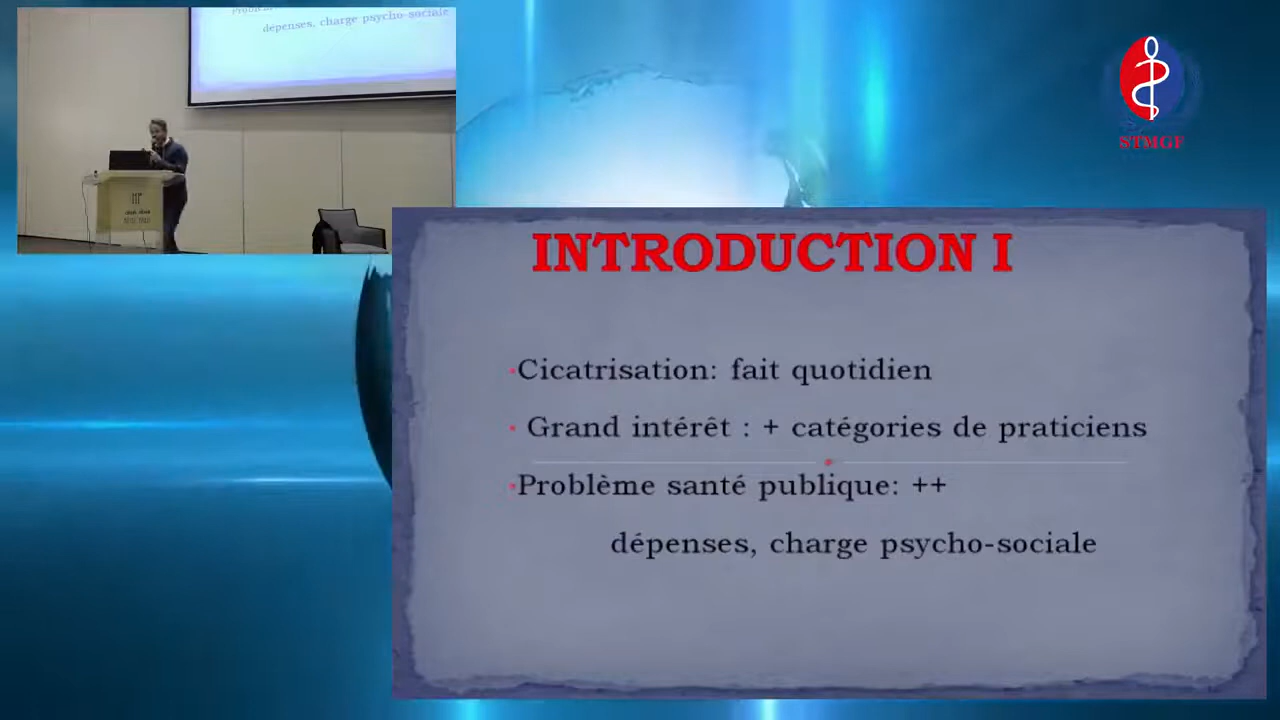 dépenses, charge psycho-sociale
STMGF
INTRODUCTION I
•Cicatrisation: fait quotidien
• Grand intérêt : + catégories de praticiens
•Problème santé publique: ++
dépenses, charge psycho-sociale